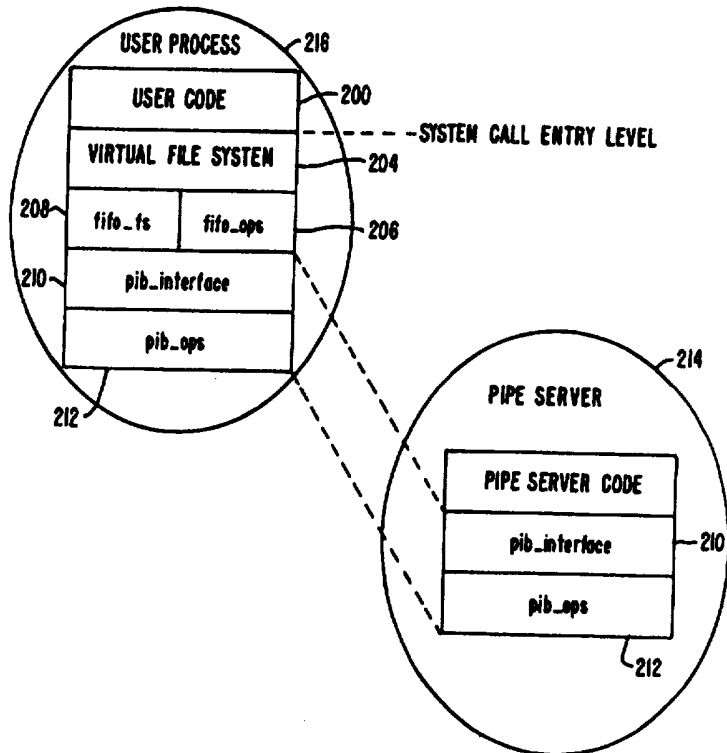 USER PROCESS
216
USER CODE
200
SYSTEM CALL ENTRY LEVEL
VIRTUAL FILE SYSTEM
204
208
fifo_fs
fifo_ops
206
210
pib_interface
pib_ops
212
214
PIPE SERVER
PIPE SERVER CODE
pib_interface
210
pib_ops
212